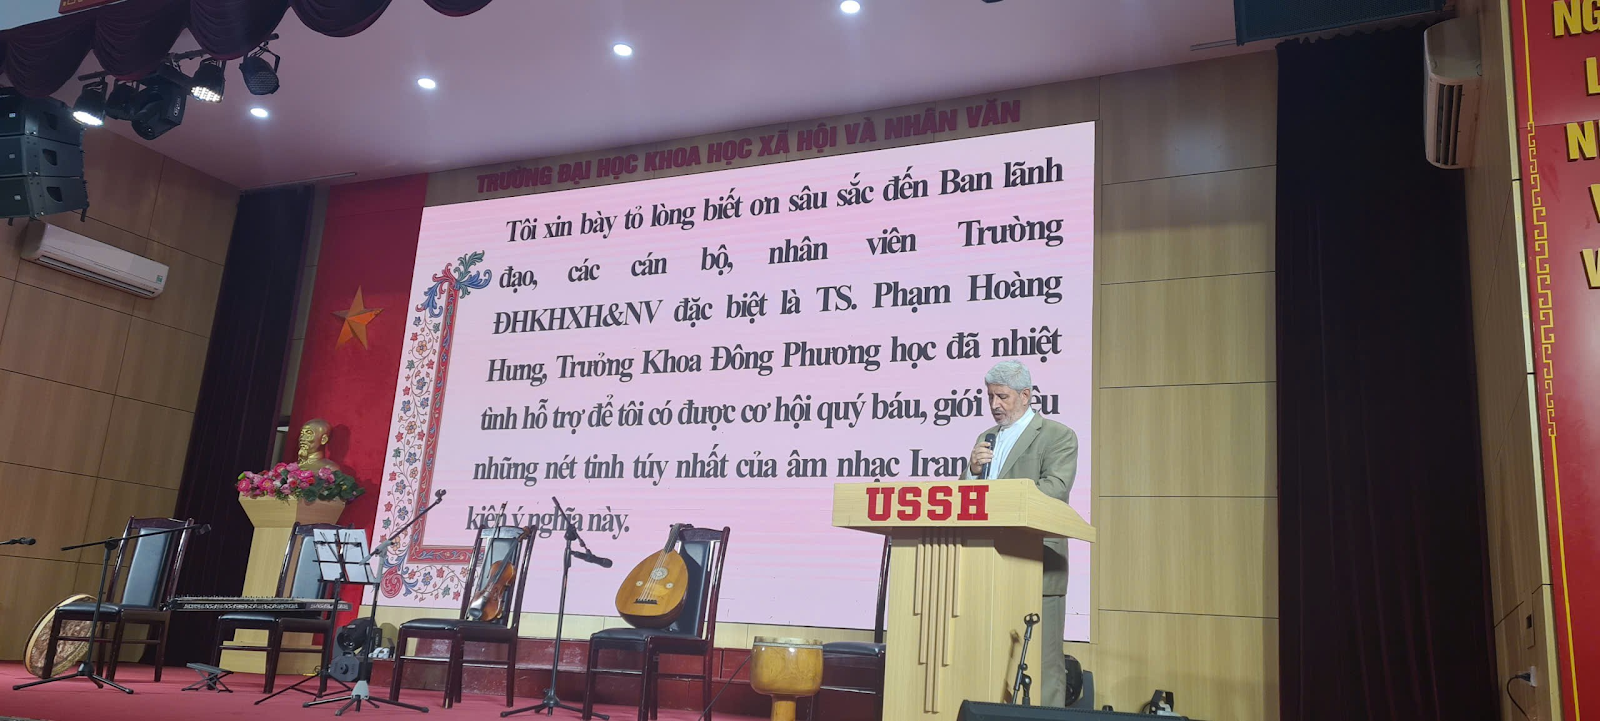 TRƯỜNG ĐẠI HỌC KHOA HỌC XÃ HỘI VÀ NHÂN VĂN
Tôi xin bày tỏ lòng biết ơn sâu sắc đến Ban lãnh
đạo, các cán bộ, nhân viên Trường
ĐHKHXH&NV đặc biệt là TS. Phạm Hoàng
Hưng, Trưởng Khoa Đông Phương học đã nhiệt
tình hỗ trợ để tôi có được cơ hội quý báu, giới
những nét tinh túy nhất của âm nhạc Iran
kiện ý nghĩa này.
USSH